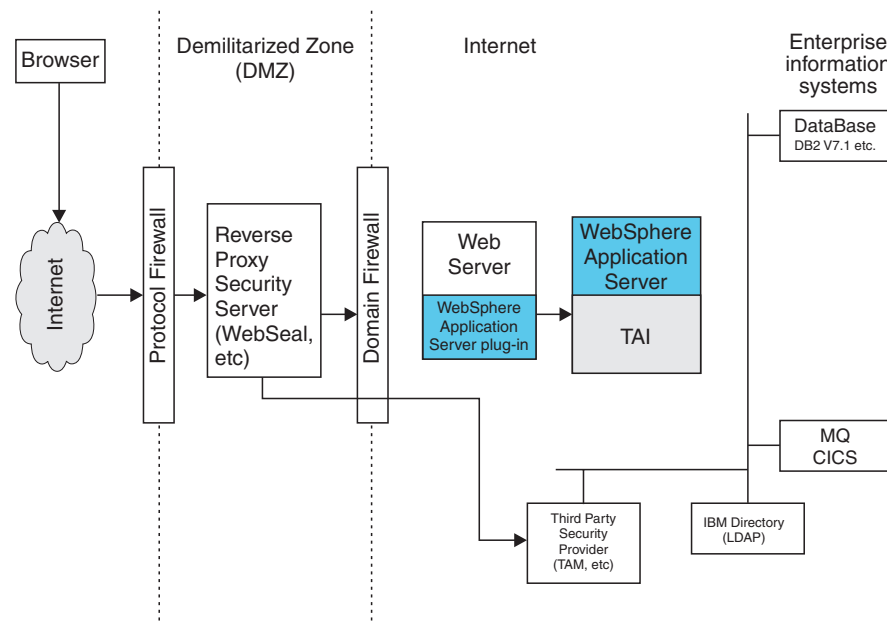 Demilitarized Zone
(DMZ)
Internet
Enterprise
information
systems
Browser
DataBase
DB2 V7.1 etc.
Internet
Protocol Firewall
Reverse
Proxy
Security
Server
(WebSeal,
etc)
Domain Firewall
Web
Server
WebSphere
Application
Server plug-in
WebSphere
Application
Server
TAI
MQ
CICS
Third Party
Security
Provider
(TAM, etc)
IBM Directory
(LDAP)